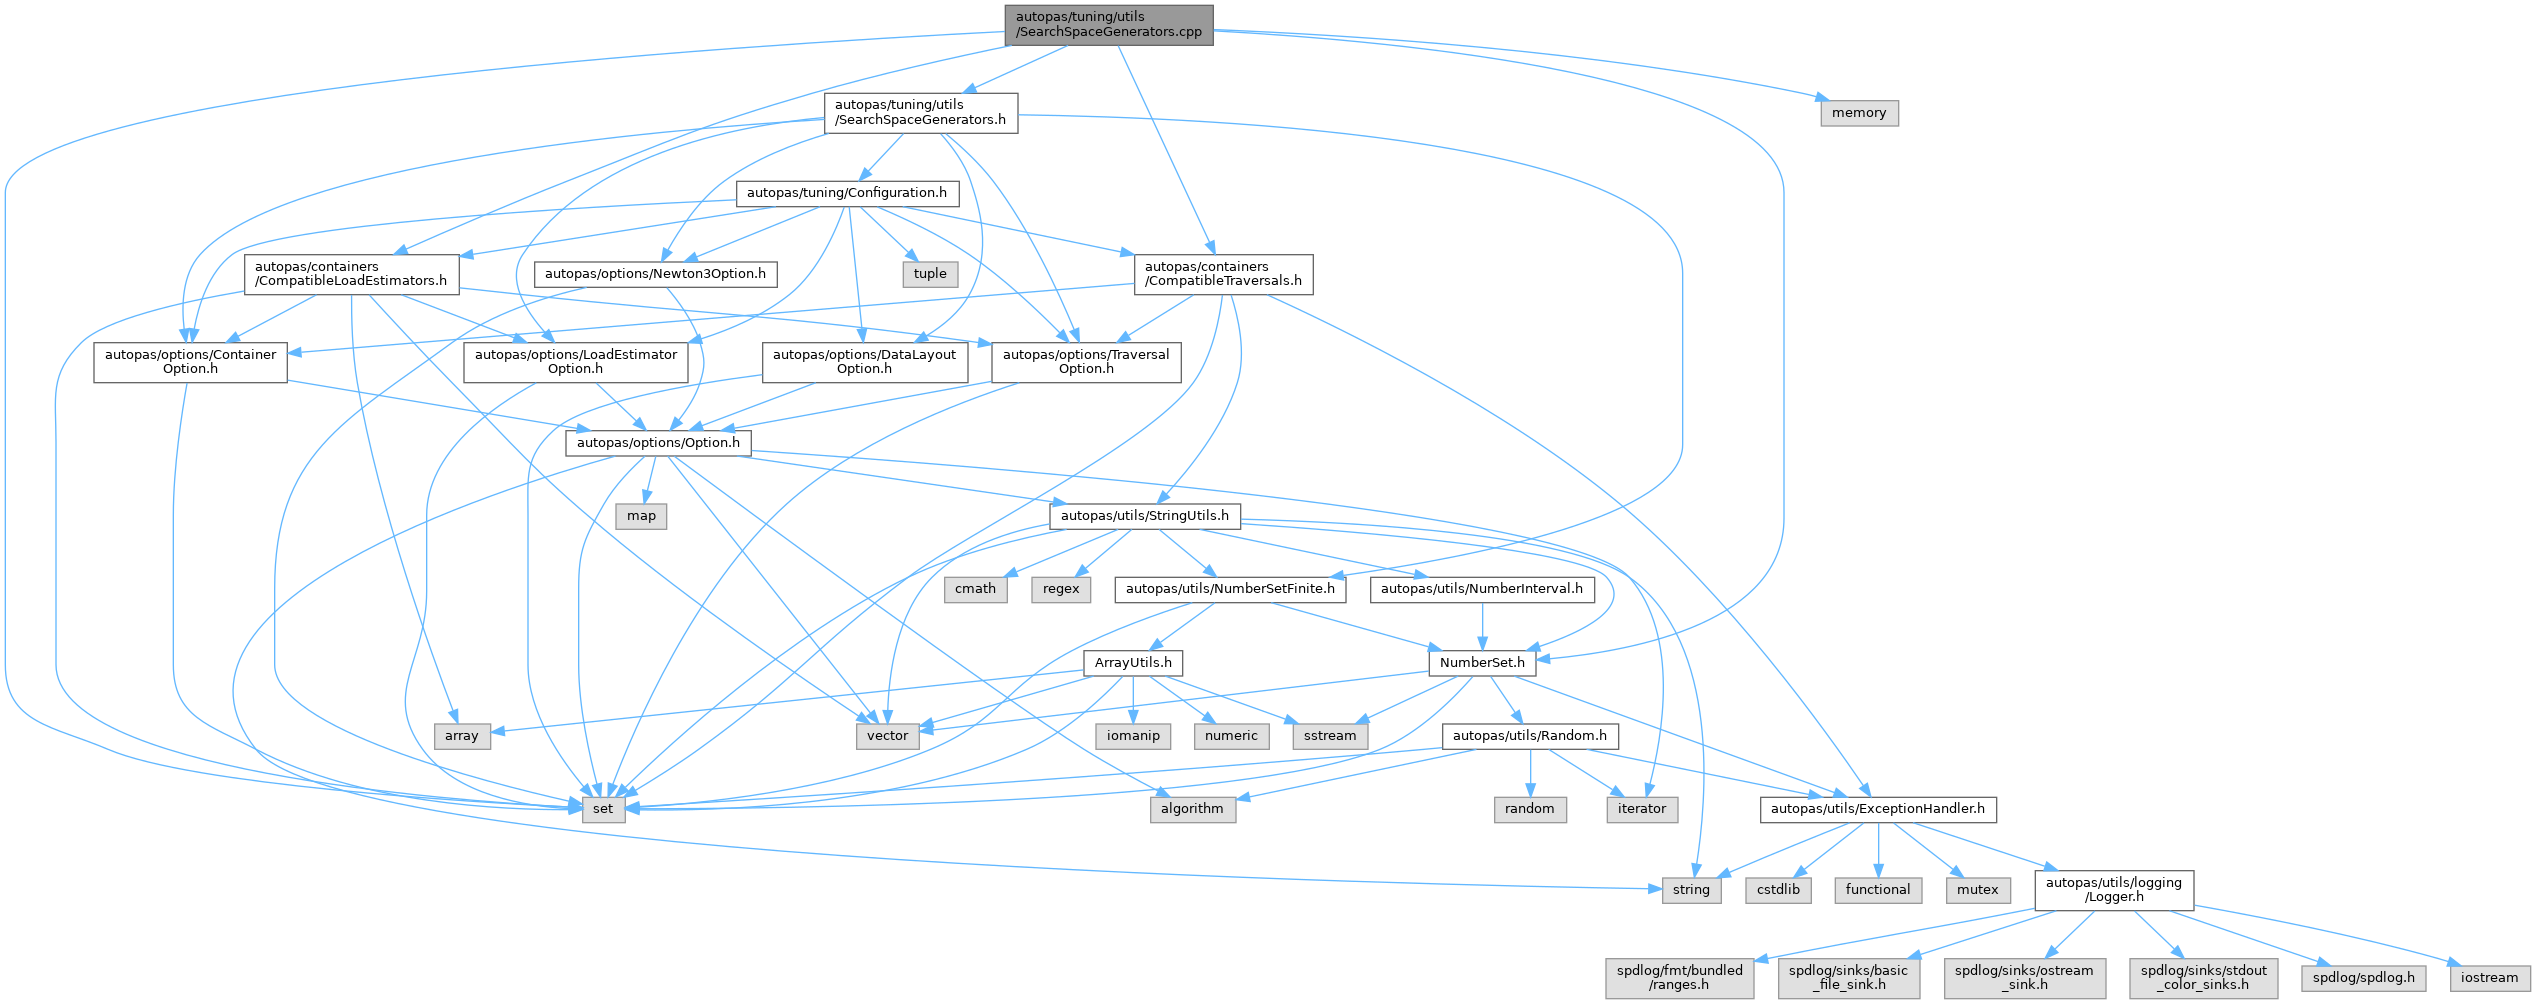 autopas/tuning/utils
/SearchSpaceGenerators.cpp
autopas/tuning/utils
/SearchSpaceGenerators.h
memory
autopas/tuning/Configuration.h
autopas/containers
/CompatibleLoadEstimators.h
autopas/options/Newton3Option.h
tuple
autopas/containers
/CompatibleTraversals.h
autopas/options/Container
Option.h
autopas/options/LoadEstimator
Option.h
autopas/options/DataLayout
Option.h
autopas/options/Traversal
Option.h
autopas/options/Option.h
map
autopas/utils/StringUtils.h
cmath
regex
autopas/utils/NumberSetFinite.h
autopas/utils/NumberInterval.h
ArrayUtils.h
NumberSet.h
array
vector
iomanip
numeric
sstream
autopas/utils/Random.h
set
algorithm
random
iterator
autopas/utils/ExceptionHandler.h
string
cstdlib
functional
mutex
autopas/utils/logging
/Logger.h
spdlog/fmt/bundled
/ranges.h
spdlog/sinks/basic
_file_sink.h
spdlog/sinks/ostream
_sink.h
spdlog/sinks/stdout
_color_sinks.h
spdlog/spdlog.h
iostream